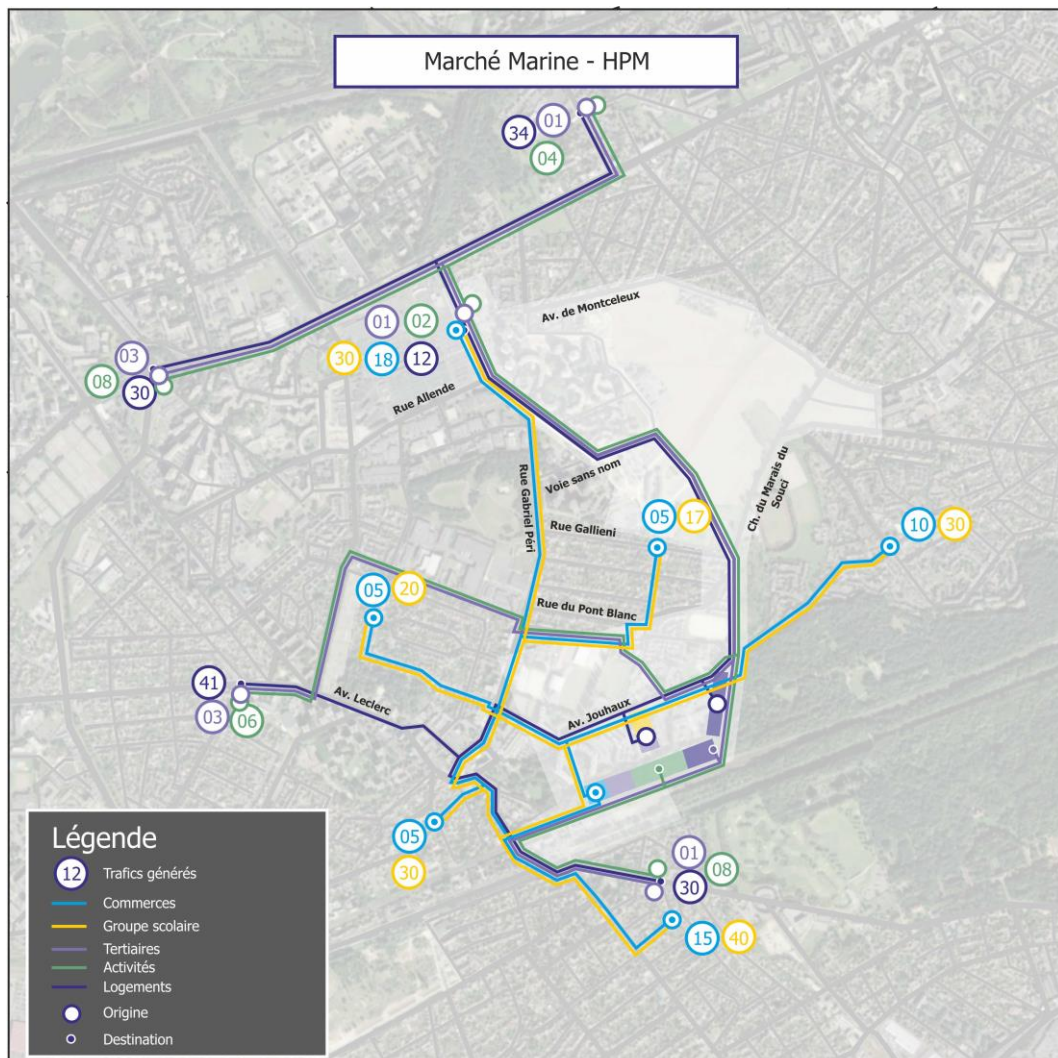 Marché Marine - HPM
34
01
04
Av. de Montceleux
01
02
30
18
12
03
08
30
Rue Allende
Rue Gabriel Péri
Voie sans nom
Ch. du Marais du
Souci
05
17
Rue Gallieni
10
30
05
20
Rue du Pont Blanc
41
03
06
Av. Leclerc
Av. Jouhaux
05
30
01
08
30
15
40
Légende
12
Trafics générés
Commerces
Groupe scolaire
Tertiaires
Activités
Logements
Origine
Destination